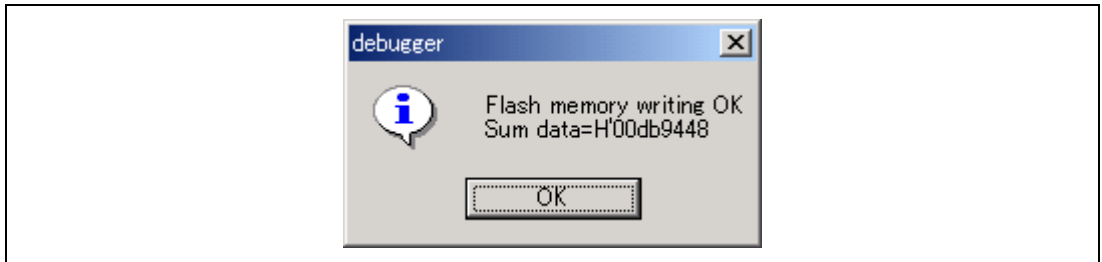 debugger
Flash memory writing OK
Sum data=H'00db9448
OK